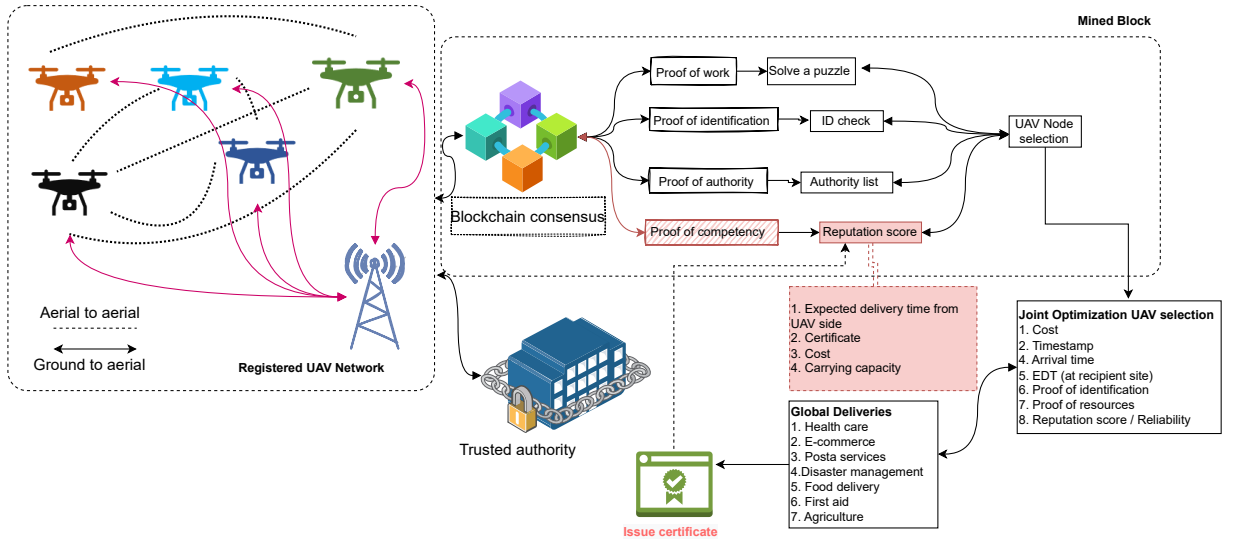 Mined Block
Proof of work
Solve a puzzle
Proof of identification
ID check
UAV Node
selection
Proof of authority
Authority list
Blockchain consensus
Proof of competency
Reputation score
Aerial to aerial
Ground to aerial
Registered UAV Network
Trusted authority
1. Expected delivery time from
UAV side
2. Certificate
3. Cost
4. Carrying capacity
Joint Optimization UAV selection
1. Cost
2. Timestamp
4. Arrival time
5. EDT (at recipient site)
6. Proof of identification
7. Proof of resources
8. Reputation score / Reliability
Global Deliveries
1. Health care
2. E-commerce
3. Posta services
4.Disaster management
5. Food delivery
6. First aid
7. Agriculture
Issue certificate